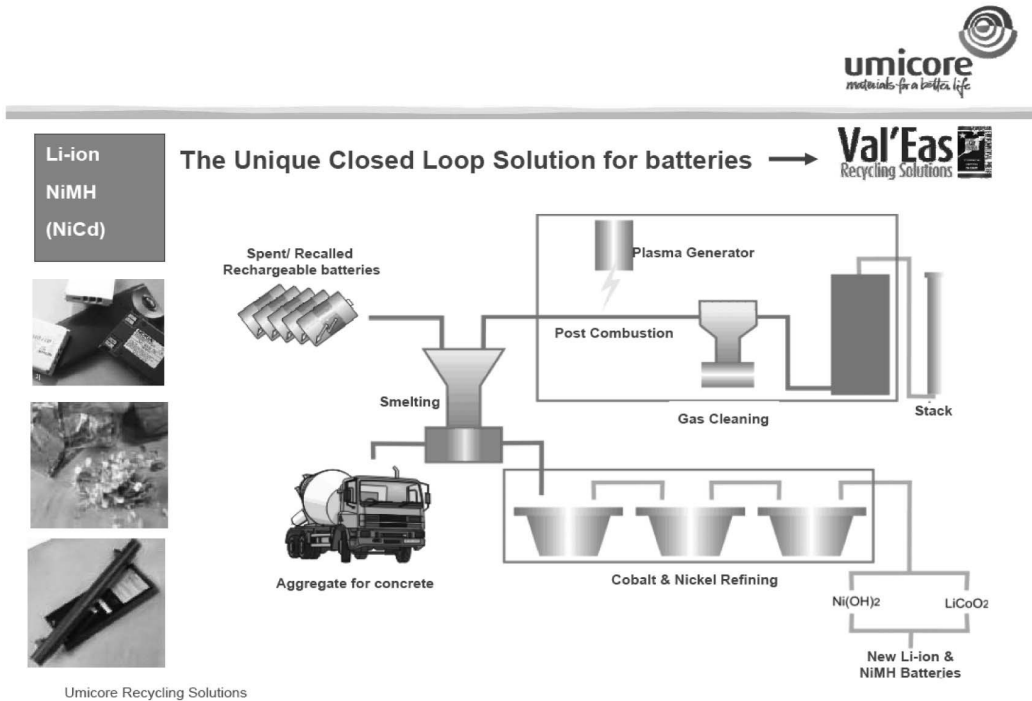 umicore
materials for a better life
Li-ion
NiMH
(NiCd)
The Unique Closed Loop Solution for batteries
Val'Eas
Recycling Solutions
Spent/ Recalled
Rechargeable batteries
Plasma Generator
Post Combustion
Smelting
Gas Cleaning
Stack
Aggregate for concrete
Cobalt & Nickel Refining
Ni(OH)2
LiCoO2
New Li-ion &
NiMH Batteries
Umicore Recycling Solutions